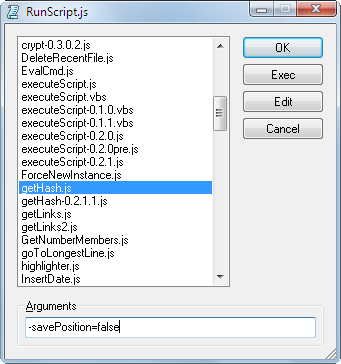 RunScript.js
crypt-0.3.0.2.js
DeleteRecentFile.js
EvalCmd.js
executeScript.js
executeScript.vbs
executeScript-0.1.0.vbs
executeScript-0.1.1.vbs
executeScript-0.2.0.js
executeScript-0.2.0pre.js
executeScript-0.2.1.js
ForceNewInstance.js
getHash.js
getHash-0.2.1.1.js
getLinks.js
getLinks2.js
GetNumberMembers.js
goToLongestLine.js
highlighter.js
InsertDate.js
OK
Exec
Edit
Cancel
Arguments
-savePosition=false